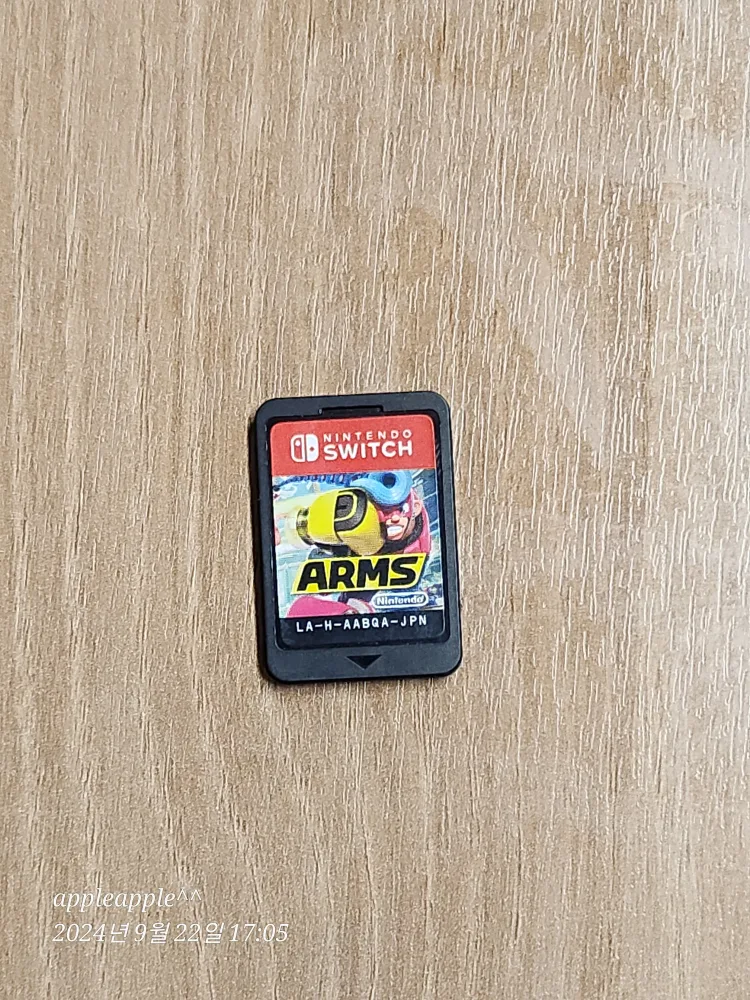 NINTENDO
SWITCH
ARMS
Nintendo
LA-H-AABQA-JPN
appleapple^^
2024년 9월 22일 17:05